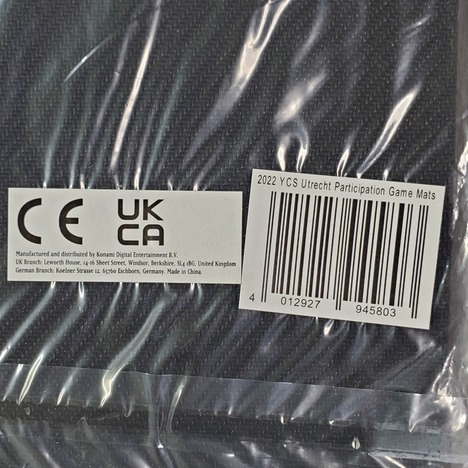 CE
UK
CA
Manufactured and distributed by Konami Digital Entertainment B.V.
UK Branch: Leworth House, 14-16 Sheet Street, Windsor, Berkshire, SL4 1BG, United Kingdom
German Branch: Koelner Strasse 12, 65760 Eschborn, Germany. Made in China.
2022 YCS Utrecht Participation Game Mats
4 012927 945803